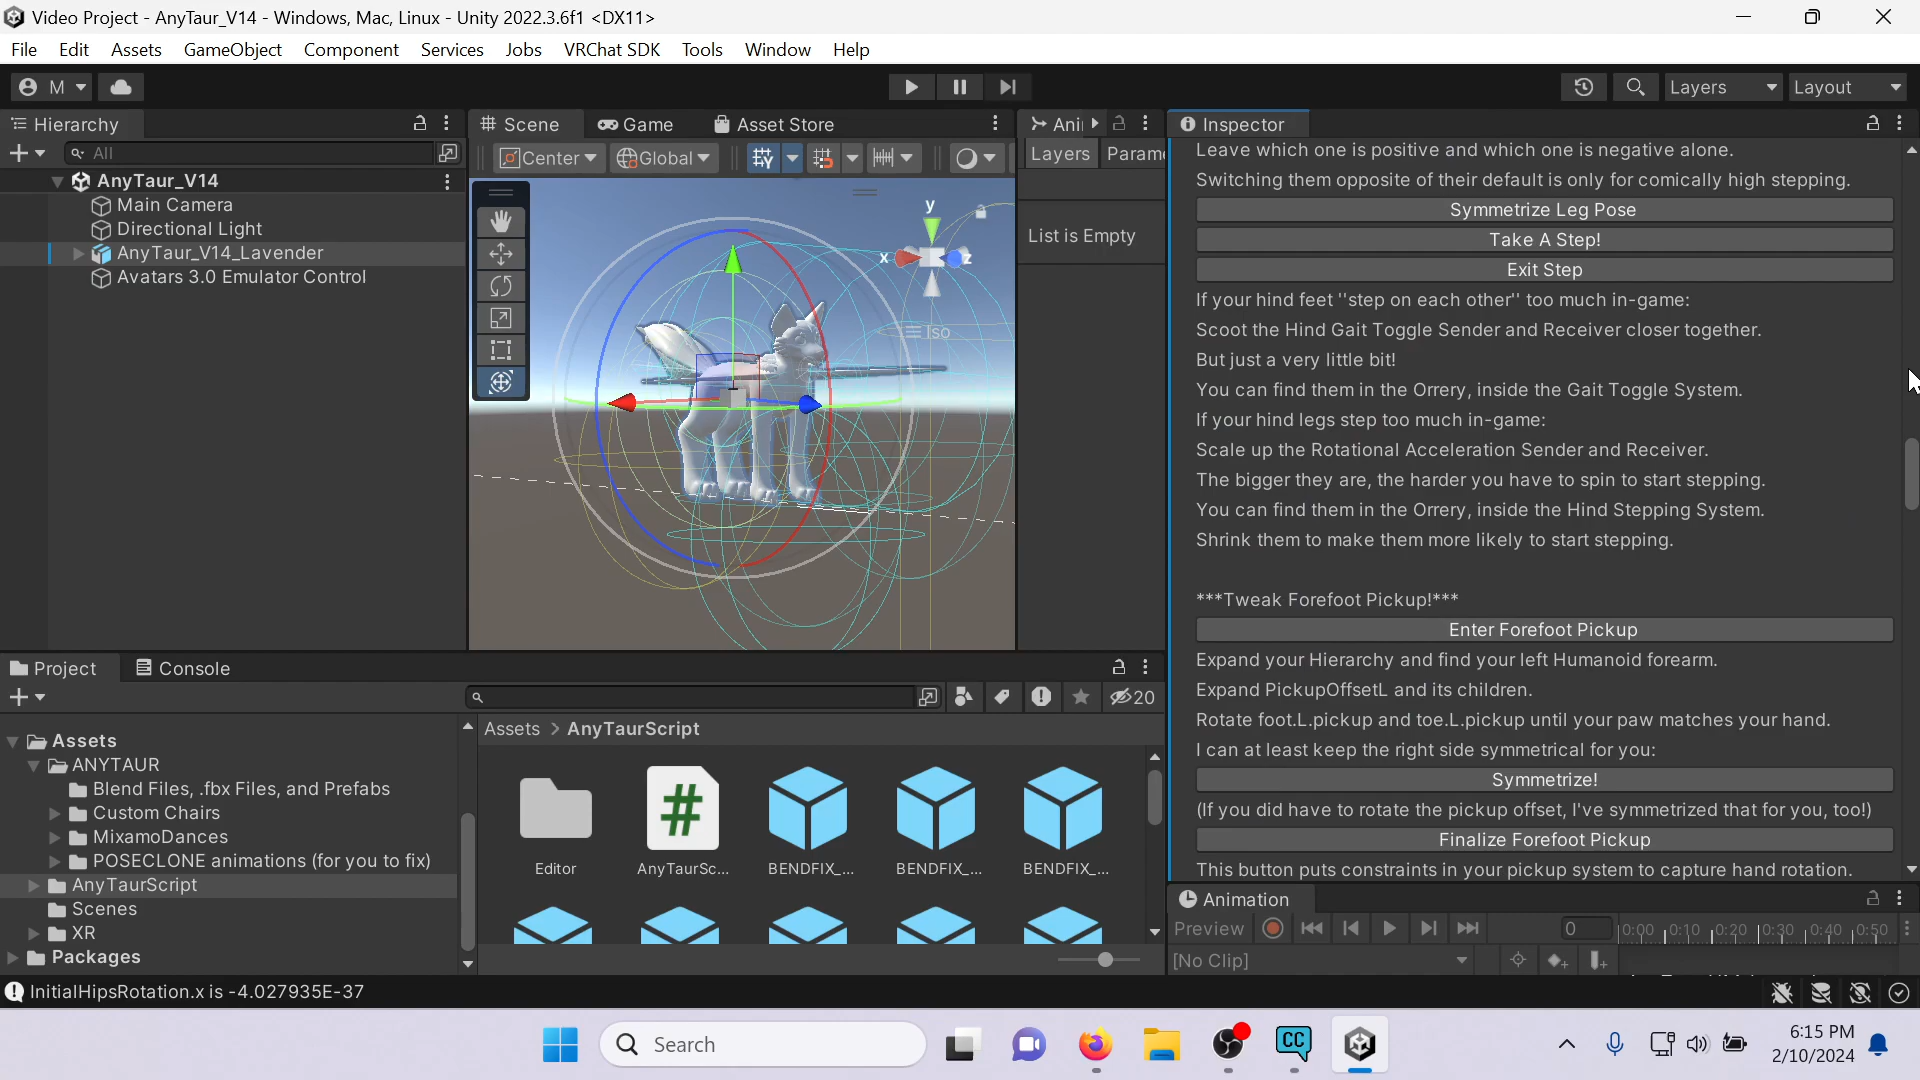 Video Project - AnyTaur_V14 - Windows, Mac, Linux - Unity 2022.3.6f1 <DX11>
File Edit Assets GameObject Component Services Jobs VRChat SDK Tools Window Help
M Layers Layout
Hierarchy
All
AnyTaur_V14
Main Camera
Directional Light
AnyTaur_V14_Lavender
Avatars 3.0 Emulator Control
Scene Game Asset Store
Center Global
y
x z
Iso
Ani
Layers Param
List is Empty
Inspector
Leave which one is positive and which one is negative alone.
Switching them opposite of their default is only for comically high stepping.
Symmetrize Leg Pose
Take A Step!
Exit Step
If your hind feet ''step on each other'' too much in-game:
Scoot the Hind Gait Toggle Sender and Receiver closer together.
But just a very little bit!
You can find them in the Orrery, inside the Gait Toggle System.
If your hind legs step too much in-game:
Scale up the Rotational Acceleration Sender and Receiver.
The bigger they are, the harder you have to spin to start stepping.
You can find them in the Orrery, inside the Hind Stepping System.
Shrink them to make them more likely to start stepping.
***Tweak Forefoot Pickup!***
Enter Forefoot Pickup
Expand your Hierarchy and find your left Humanoid forearm.
Expand PickupOffsetL and its children.
Rotate foot.L.pickup and toe.L.pickup until your paw matches your hand.
I can at least keep the right side symmetrical for you:
Symmetrize!
(If you did have to rotate the pickup offset, I've symmetrized that for you, too!)
Finalize Forefoot Pickup
This button puts constraints in your pickup system to capture hand rotation.
Project Console
20
Assets
ANYTAUR
Blend Files, .fbx Files, and Prefabs
Custom Chairs
MixamoDances
POSECLONE animations (for you to fix)
AnyTaurScript
Scenes
XR
Packages
Assets > AnyTaurScript
Editor
AnyTaurSc...
BENDFIX_...
BENDFIX_...
BENDFIX_...
Animation
Preview 0 0:00 0:10 0:20 0:30 0:40 0:50
[No Clip]
InitialHipsRotation.x is -4.027935E-37
Search
CC
6:15 PM
2/10/2024